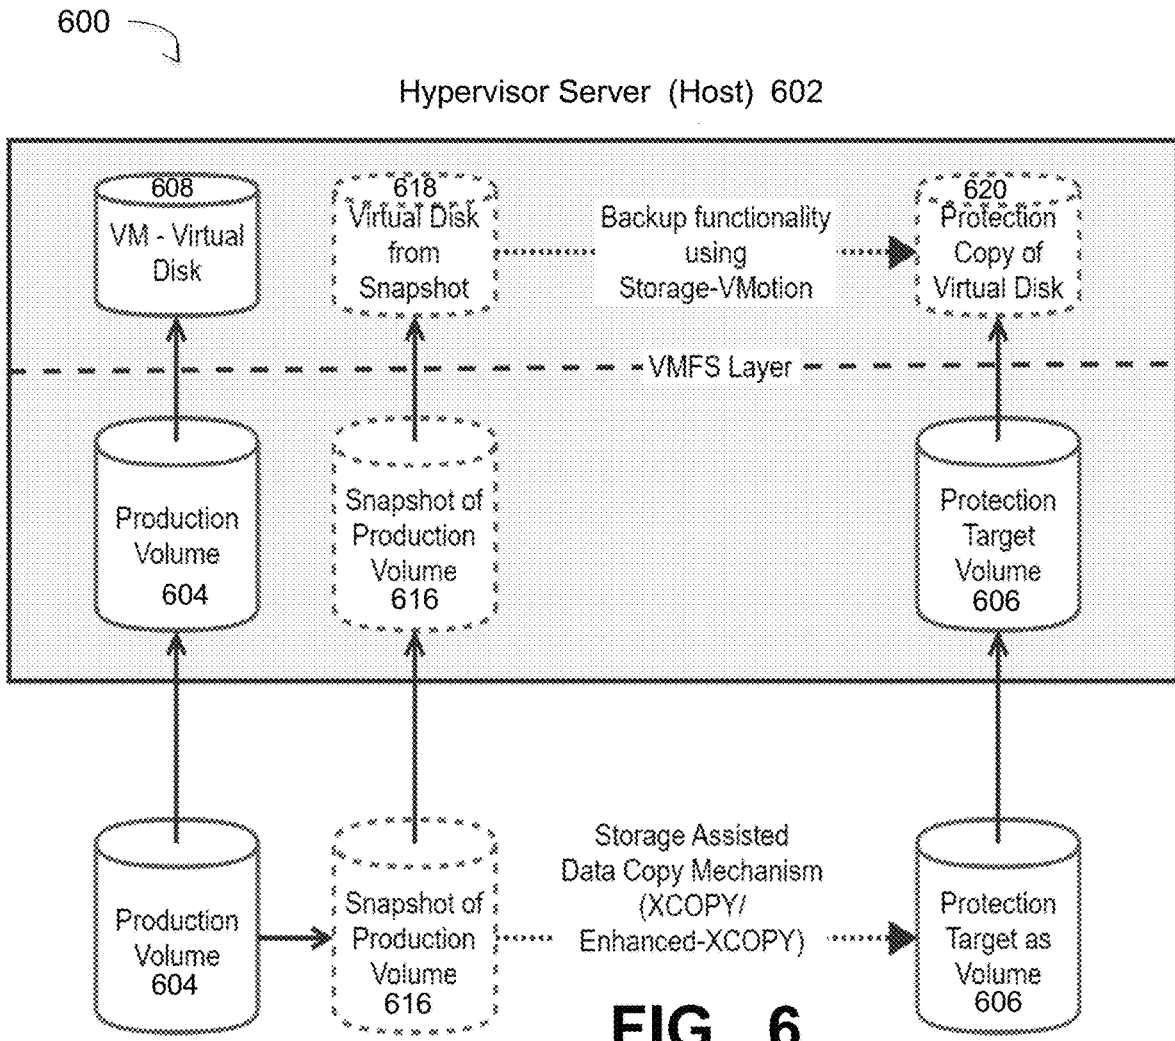 600
Hypervisor Server (Host) 602
608
VM - Virtual
Disk
618
Virtual Disk
from
Snapshot
Backup functionality
using
Storage-VMotion
620
Protection
Copy of
Virtual Disk
VMFS Layer
Production
Volume
604
Snapshot of
Production
Volume
616
Protection
Target
Volume
606
Production
Volume
604
Snapshot of
Production
Volume
616
Storage Assisted
Data Copy Mechanism
(XCOPY/
Enhanced-XCOPY)
Protection
Target as
Volume
606
FIG. 6